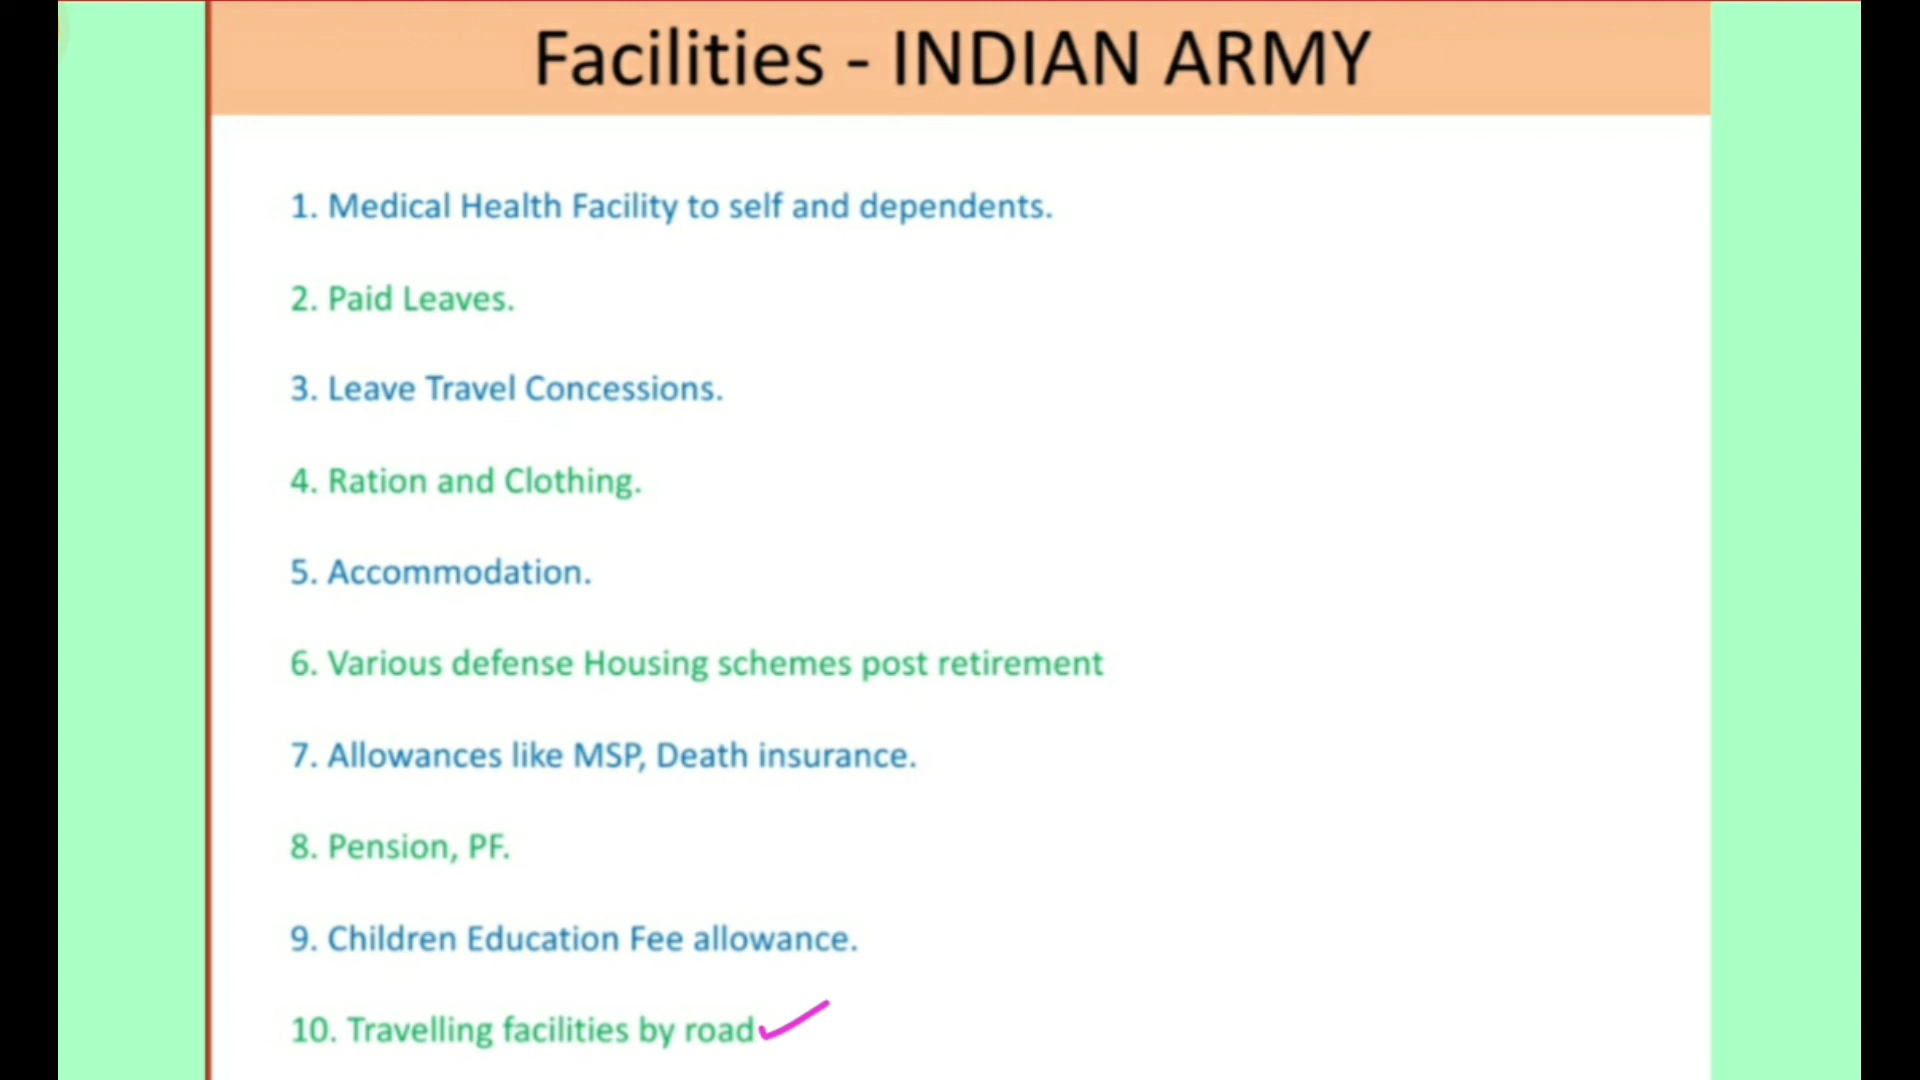 Facilities - INDIAN ARMY
1. Medical Health Facility to self and dependents.
2. Paid Leaves.
3. Leave Travel Concessions.
4. Ration and Clothing.
5. Accommodation.
6. Various defense Housing schemes post retirement
7. Allowances like MSP, Death insurance.
8. Pension, PF.
9. Children Education Fee allowance.
10. Travelling facilities by road